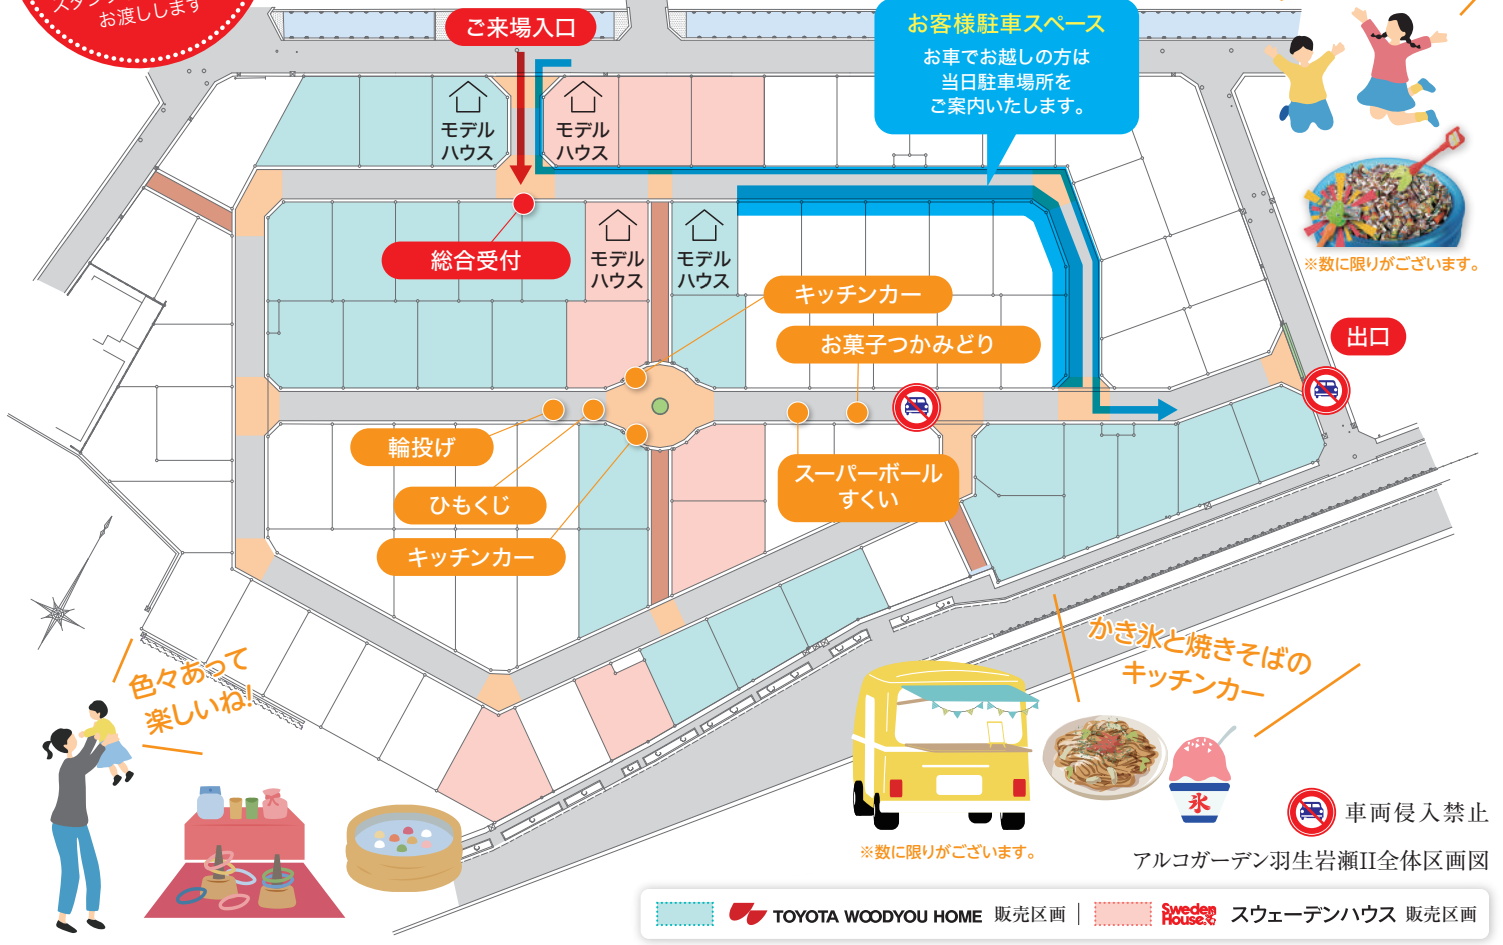 お渡しします
ご来場入口
お客様駐車スペース
お車でお越しの方は
当日駐車場所を
ご案内いたします。
モデル
ハウス
モデル
ハウス
総合受付
モデル
ハウス
モデル
ハウス
キッチンカー
お菓子つかみどり
※数に限りがございます。
出口
輪投げ
ひもくじ
キッチンカー
スーパーボール
すくい
色々あって
楽しいね!
かき氷と焼きそばの
キッチンカー
氷
※数に限りがございます。
車両侵入禁止
アルコガーデン羽生岩瀬II全体区画図
TOYOTA WOODYOU HOME 販売区画
Sweden House スウェーデンハウス 販売区画